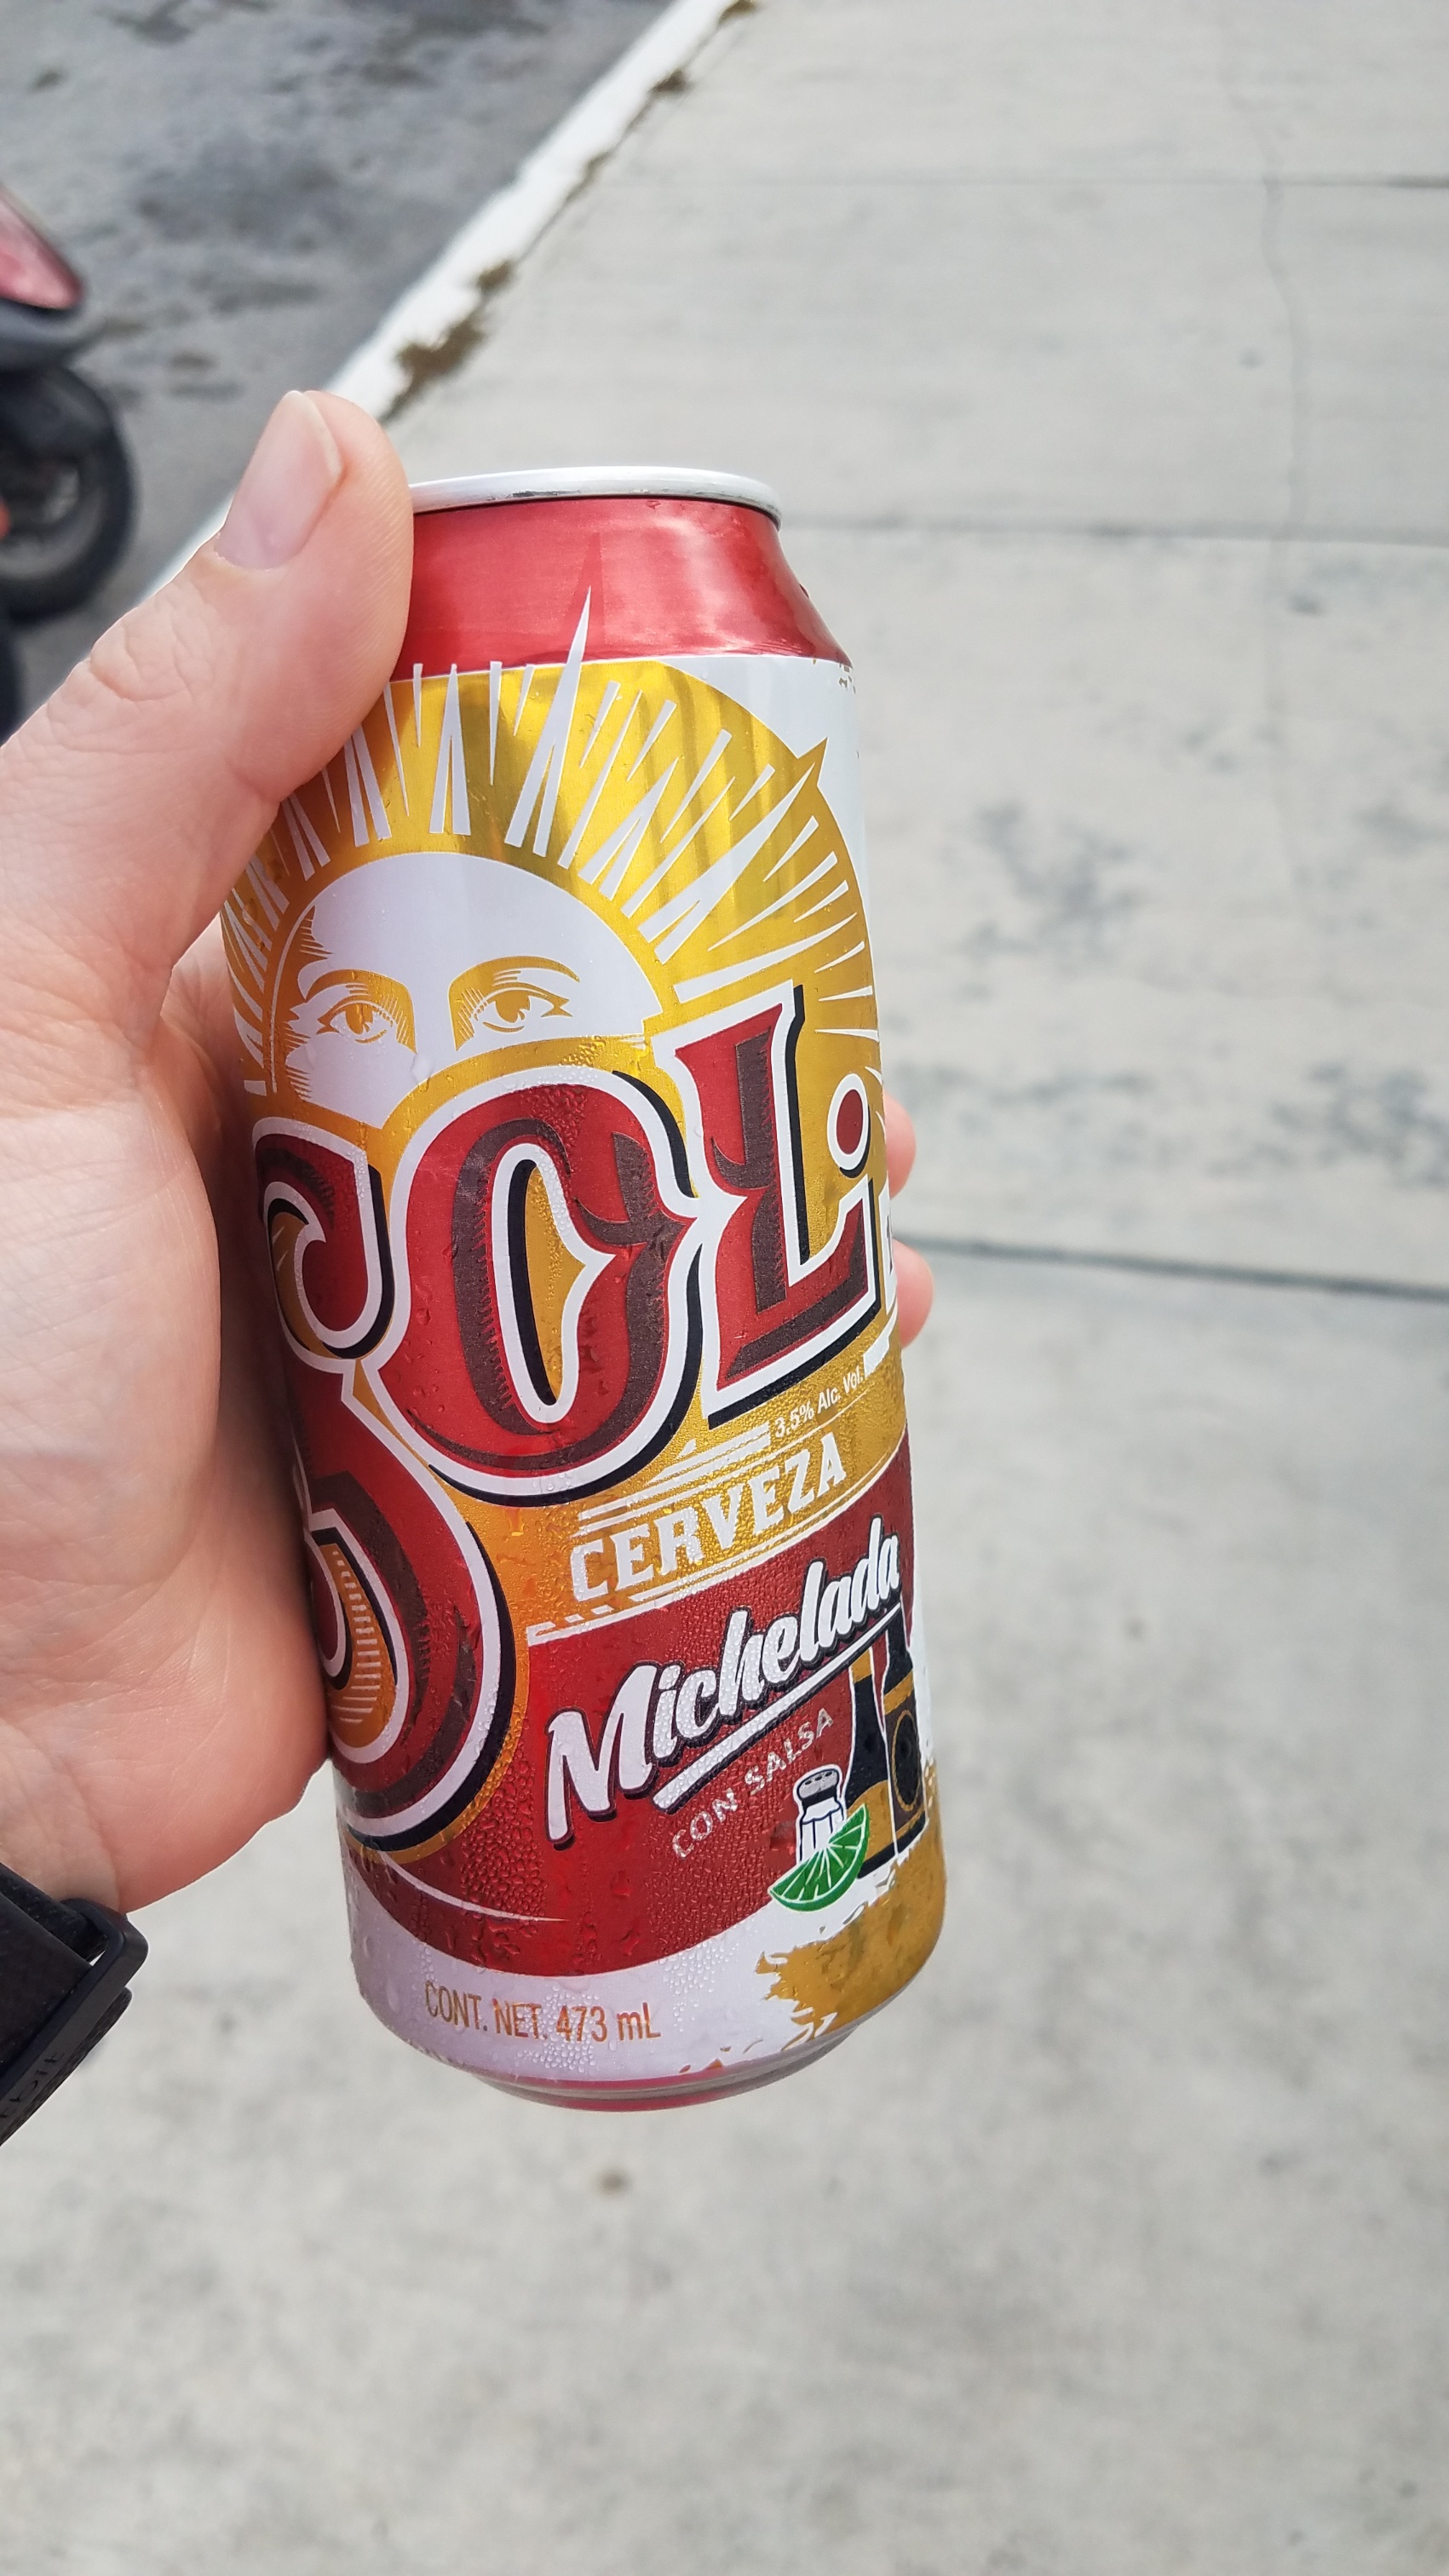 SOL.
3.5% Alc. Vol.
CERVEZA
Michelada
CON SALSA
CONT. NET. 473 mL